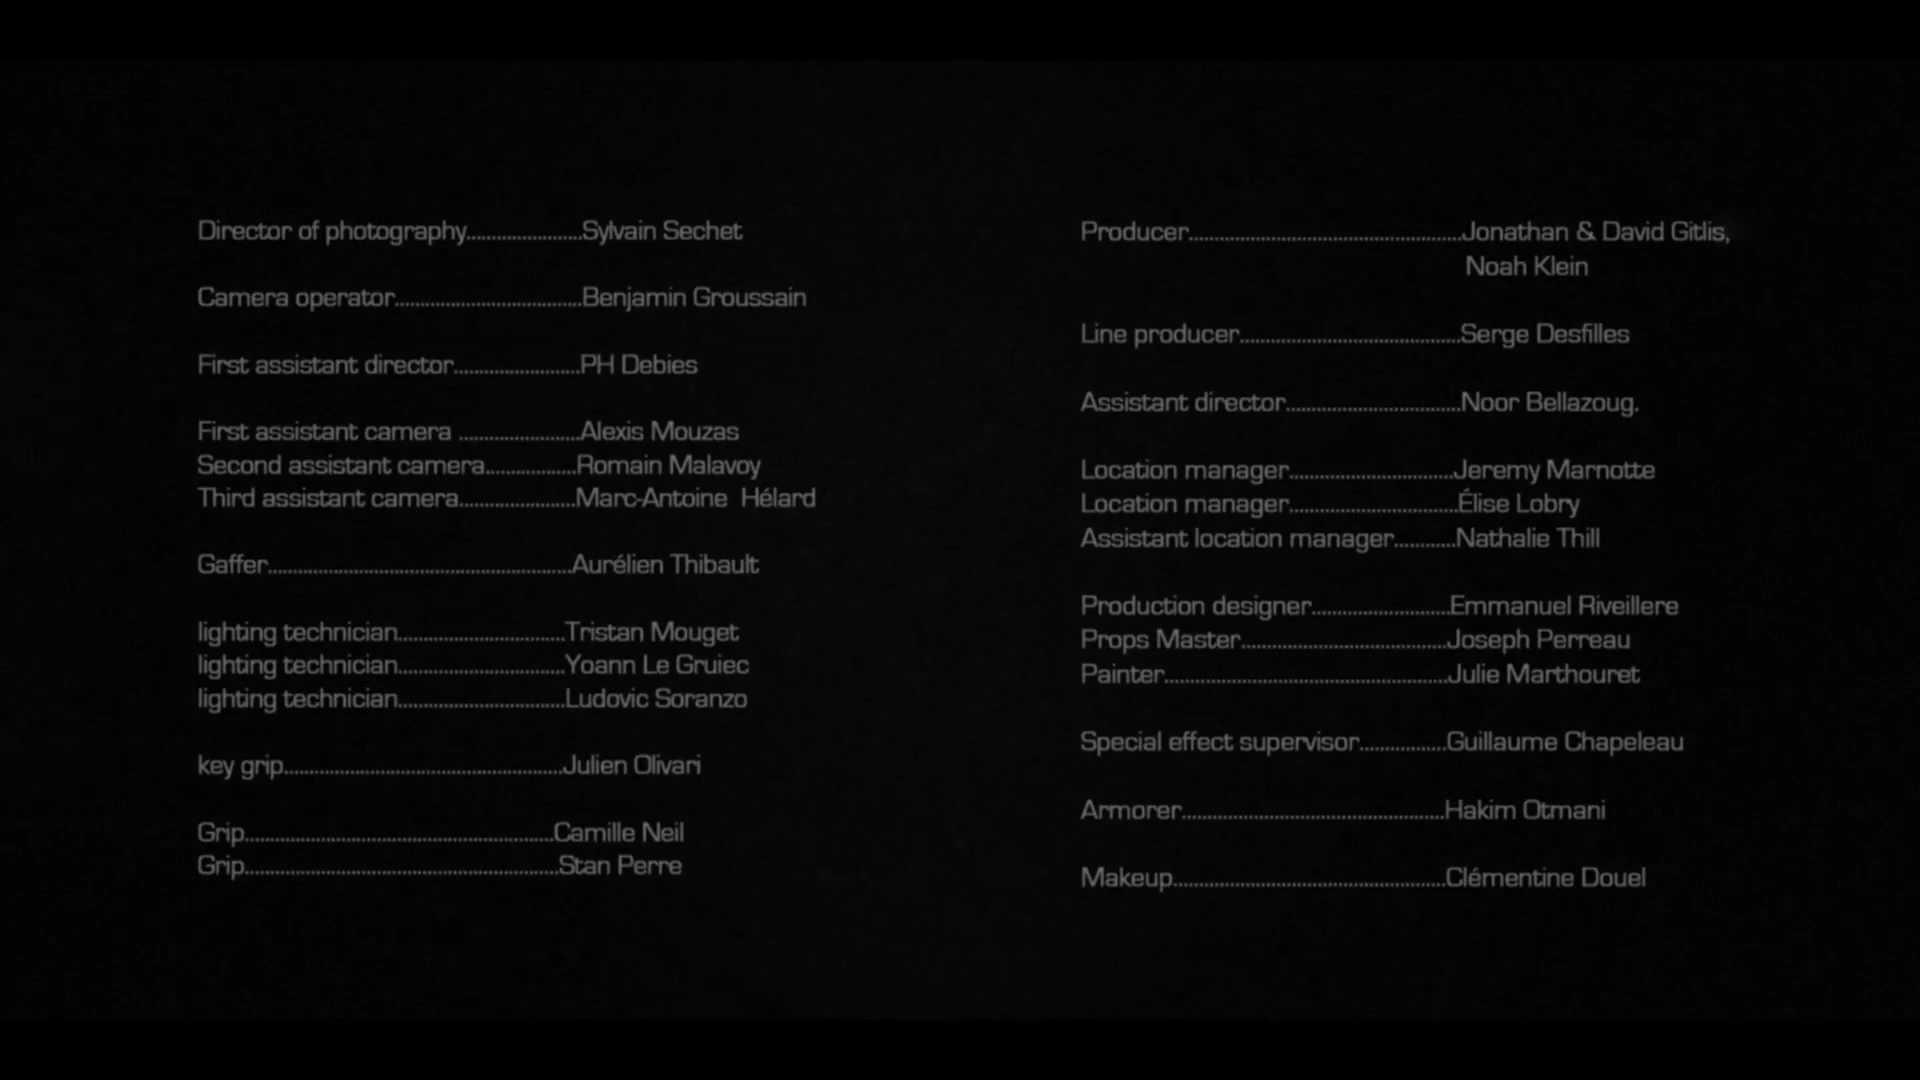 Director of photography......................Sylvain Sechet
Camera operator....................................Benjamin Groussain
First assistant director........................PH Debies
First assistant camera .......................Alexis Mouzas
Second assistant camera.................Romain Malavoy
Third assistant camera......................Marc-Antoine  Hélard
Gaffer..........................................................Aurélien Thibault
lighting technician................................Tristan Mouget
lighting technician................................Yoann Le Gruiec
lighting technician................................Ludovic Soranzo
key grip.....................................................Julien Olivari
Grip...........................................................Camille Neil
Grip............................................................Stan Perre
Producer....................................................Jonathan & David Gitlis,
Noah Klein
Line producer..........................................Serge Desfilles
Assistant director.................................Noor Bellazoug.
Location manager...............................Jeremy Marnotte
Location manager................................Élise Lobry
Assistant location manager............Nathalie Thill
Production designer..........................Emmanuel Riveillere
Props Master.......................................Joseph Perreau
Painter......................................................Julie Marthouret
Special effect supervisor.................Guillaume Chapeleau
Armorer..................................................Hakim Otmani
Makeup....................................................Clémentine Douel